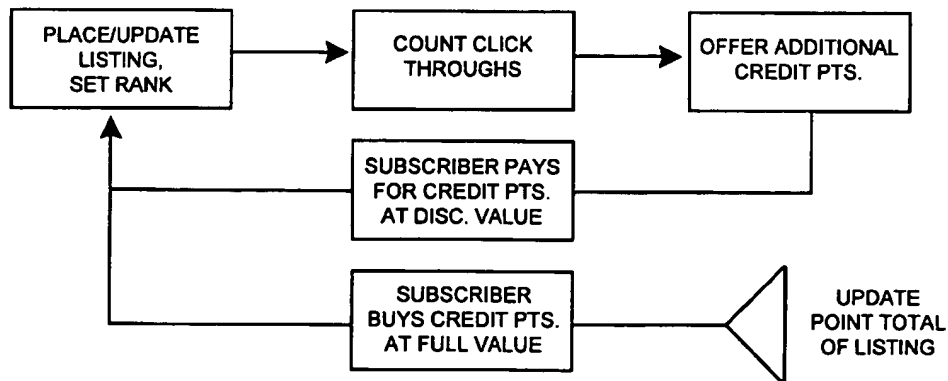 PLACE/UPDATE
LISTING,
SET RANK
COUNT CLICK
THROUGHS
OFFER ADDITIONAL
CREDIT PTS.
SUBSCRIBER PAYS
FOR CREDIT PTS.
AT DISC. VALUE
SUBSCRIBER
BUYS CREDIT PTS.
AT FULL VALUE
UPDATE
POINT TOTAL
OF LISTING